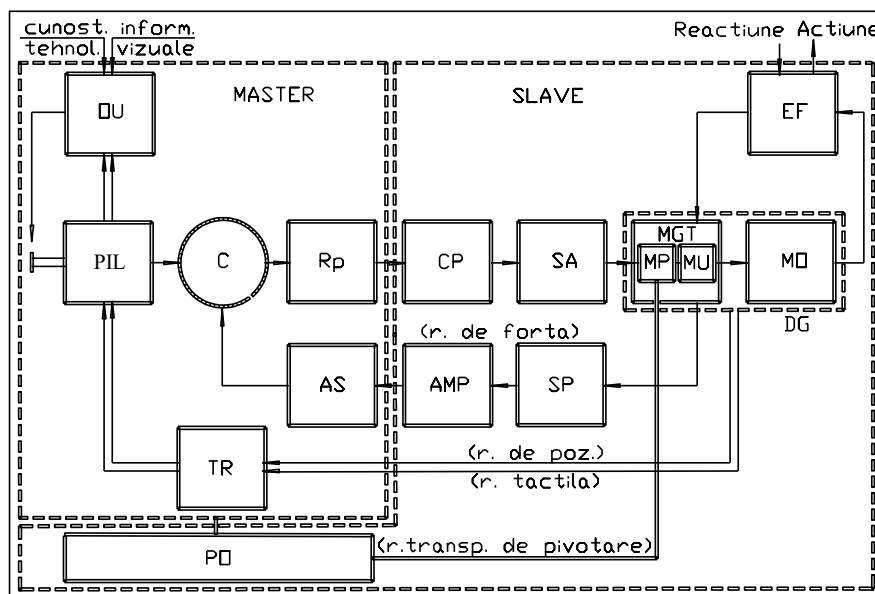 cunost. inform.
tehnol. vizuale
Reactiune Actiune
MASTER
SLAVE
OU
EF
PIL
C
Rp
CP
SA
MGT
MP
MU
MO
DG
(r. de forta)
AS
AMP
SP
TR
(r. de poz.)
(r. tactila)
PO
(r.transp. de pivotare)